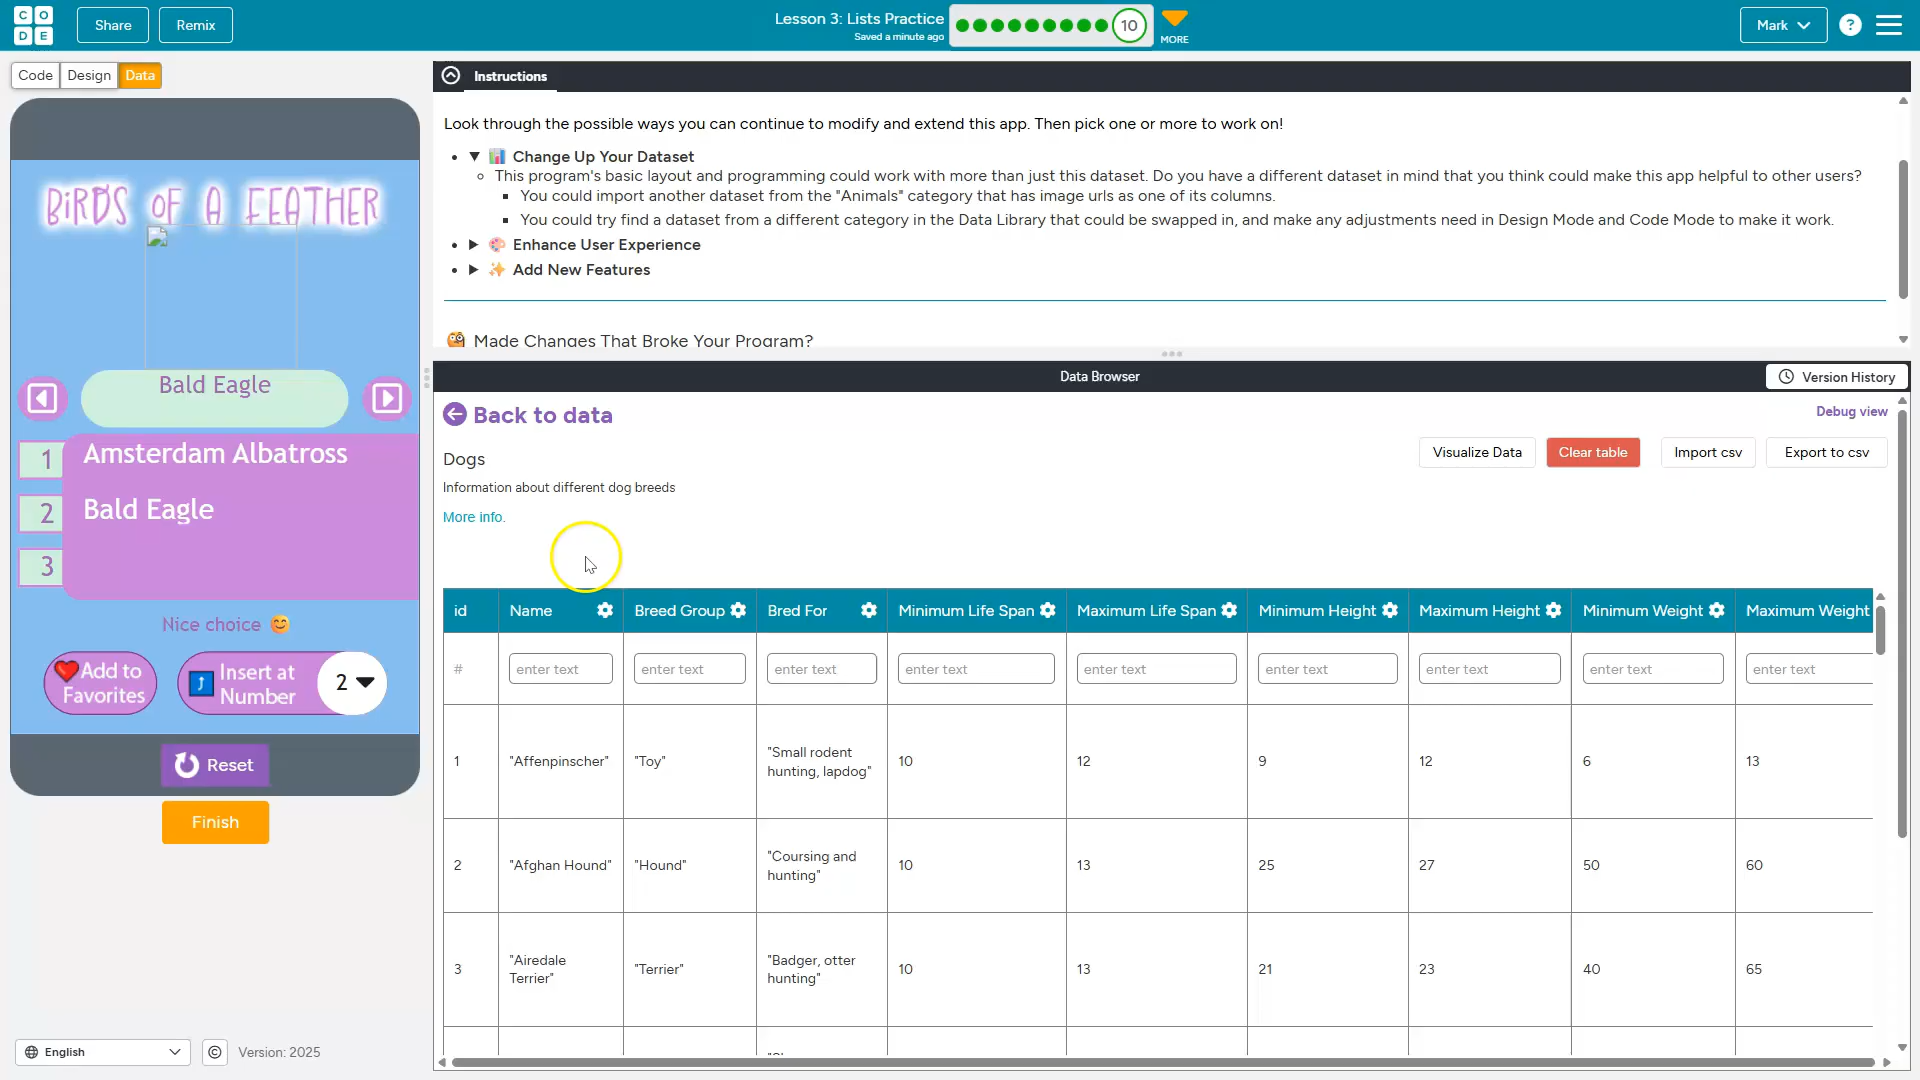 CODE
Share
Remix
Lesson 3: Lists Practice
Saved a minute ago
10
MORE
Mark
?
Code
Design
Data
Instructions
Look through the possible ways you can continue to modify and extend this app. Then pick one or more to work on!
Change Up Your Dataset
This program's basic layout and programming could work with more than just this dataset. Do you have a different dataset in mind that you think could make this app helpful to other users?
You could import another dataset from the "Animals" category that has image urls as one of its columns.
You could try find a dataset from a different category in the Data Library that could be swapped in, and make any adjustments need in Design Mode and Code Mode to make it work.
Enhance User Experience
Add New Features
Made Changes That Broke Your Program?
BIRDS OF A FEATHER
Bald Eagle
1
Amsterdam Albatross
2
Bald Eagle
3
Nice choice 😊
Add to Favorites
Insert at Number
2
Reset
Finish
English
©
Version: 2025
Data Browser
Version History
Back to data
Debug view
Dogs
Visualize Data
Clear table
Import csv
Export to csv
Information about different dog breeds
More info.
id Name Breed Group Bred For Minimum Life Span Maximum Life Span Minimum Height Maximum Height Minimum Weight Maximum Weight
# enter text enter text enter text enter text enter text enter text enter text enter text enter text
1 "Affenpinscher" "Toy" "Small rodent hunting, lapdog" 10 12 9 12 6 13
2 "Afghan Hound" "Hound" "Coursing and hunting" 10 13 25 27 50 60
3 "Airedale Terrier" "Terrier" "Badger, otter hunting" 10 13 21 23 40 65